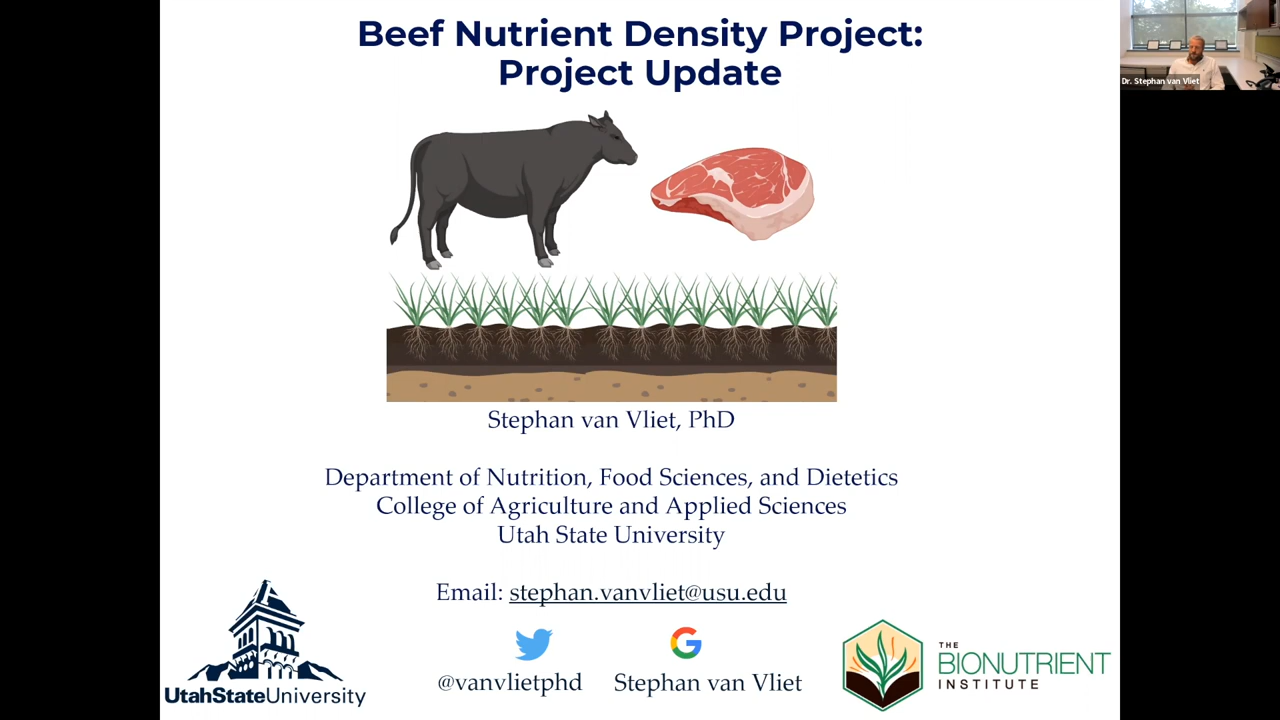 Beef Nutrient Density Project:
Project Update
Dr. Stephan van Vliet
Stephan van Vliet, PhD
Department of Nutrition, Food Sciences, and Dietetics
College of Agriculture and Applied Sciences
Utah State University
Email: stephan.vanvliet@usu.edu
@vanvlietphd
Stephan van Vliet
UtahStateUniversity
THE
BIONUTRIENT
INSTITUTE